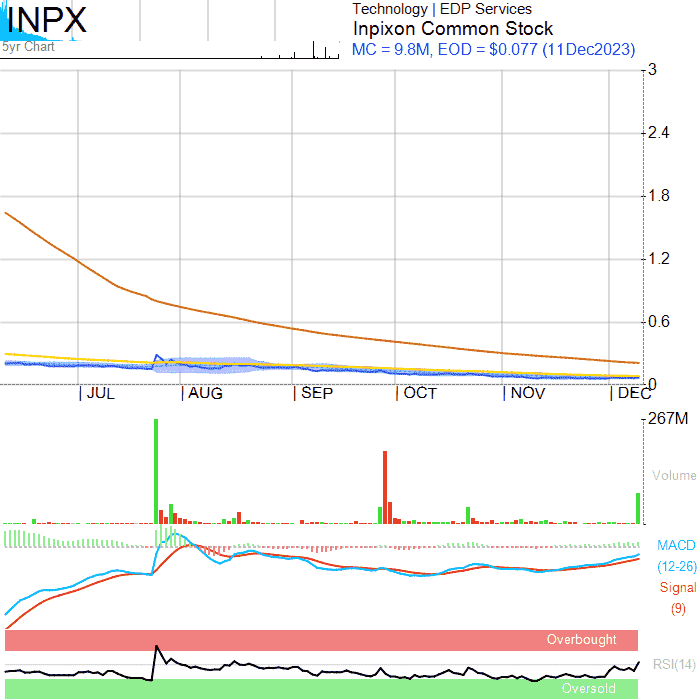 INPX
5yr Chart
Technology | EDP Services
Inpixon Common Stock
MC = 9.8M, EOD = $0.077 (11Dec2023)
3
2.4
1.8
1.2
0.6
0
| JUL | AUG | SEP | OCT | NOV | DEC
267M
Volume
MACD
(12-26)
Signal
(9)
Overbought
RSI(14)
Oversold